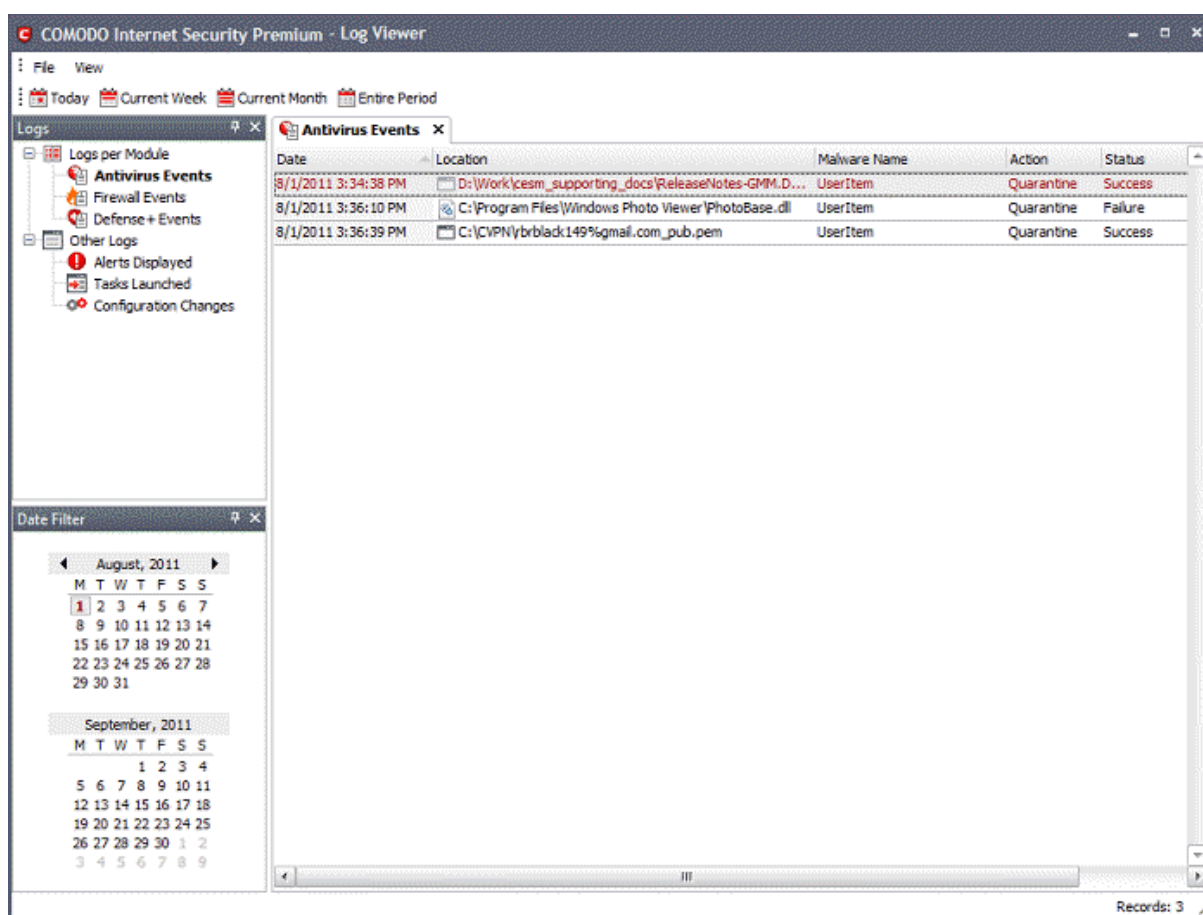 COMODO Internet Security Premium - Log Viewer
File View
Today Current Week Current Month Entire Period
Logs
Logs per Module
Antivirus Events
Firewall Events
Defense+ Events
Other Logs
Alerts Displayed
Tasks Launched
Configuration Changes
Antivirus Events
Date Location Malware Name Action Status
8/1/2011 3:34:38 PM D:\Work\cesm_supporting_docs\ReleaseNotes-GMM.D... UserItem Quarantine Success
8/1/2011 3:36:10 PM C:\Program Files\Windows Photo Viewer\PhotoBase.dll UserItem Quarantine Failure
8/1/2011 3:36:39 PM C:\CVPN\rbrblack149%gmail.com_pub.pem UserItem Quarantine Success
Date Filter
August, 2011
M T W T F S S
1 2 3 4 5 6 7
8 9 10 11 12 13 14
15 16 17 18 19 20 21
22 23 24 25 26 27 28
29 30 31
September, 2011
M T W T F S S
1 2 3 4
5 6 7 8 9 10 11
12 13 14 15 16 17 18
19 20 21 22 23 24 25
26 27 28 29 30 1 2
3 4 5 6 7 8 9
Records: 3